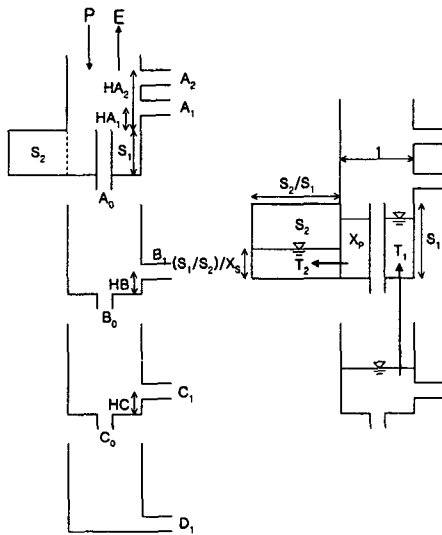 P E
HA₂ A₂
HA₁ A₁
S₂ S₁
A₀
B₁ (S₁/S₂)/Xₛ
HB
B₀
HC C₁
C₀
D₁
1
S₂/S₁
S₂ Xₚ S₁
T₂ T₁